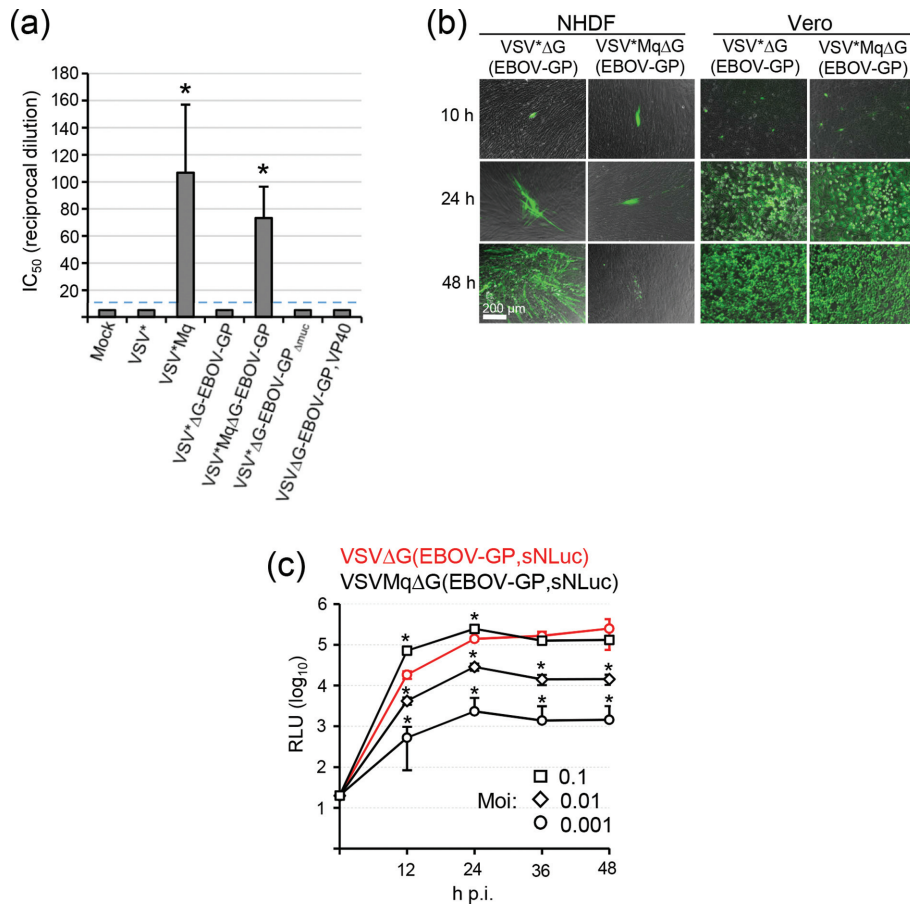 (a)
IC50 (reciprocal dilution)
180
160
140
120
100
80
60
40
20
*
*
Mock
VSV*
VSV*Mq
VSV*ΔG-EBOV-GP
VSV*MqΔG-EBOV-GP
VSV*ΔG-EBOV-GPΔmuc
VSVΔG-EBOV-GP,VP40
(b)
NHDF
Vero
VSV*ΔG
(EBOV-GP)
VSV*MqΔG
(EBOV-GP)
VSV*ΔG
(EBOV-GP)
VSV*MqΔG
(EBOV-GP)
10 h
24 h
48 h
200 µm
(c)
VSVΔG(EBOV-GP,sNLuc)
VSVMqΔG(EBOV-GP,sNLuc)
RLU (log10)
6
5
4
3
2
1
* *
* * * *
* * * *
Moi:
0.1
0.01
0.001
12 24 36 48
h p.i.